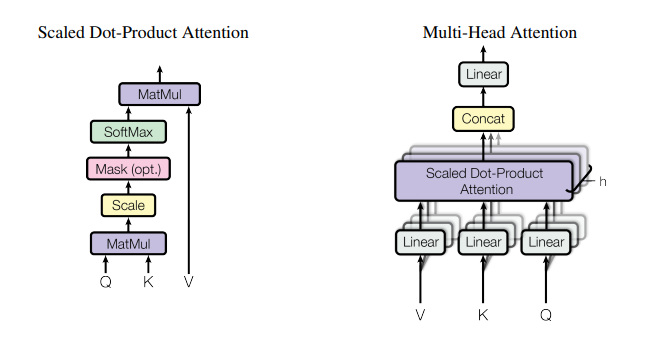 Scaled Dot-Product Attention
MatMul
SoftMax
Mask (opt.)
Scale
MatMul
Q K V
Multi-Head Attention
Linear
Concat
Scaled Dot-Product
Attention
h
Linear Linear Linear
V K Q